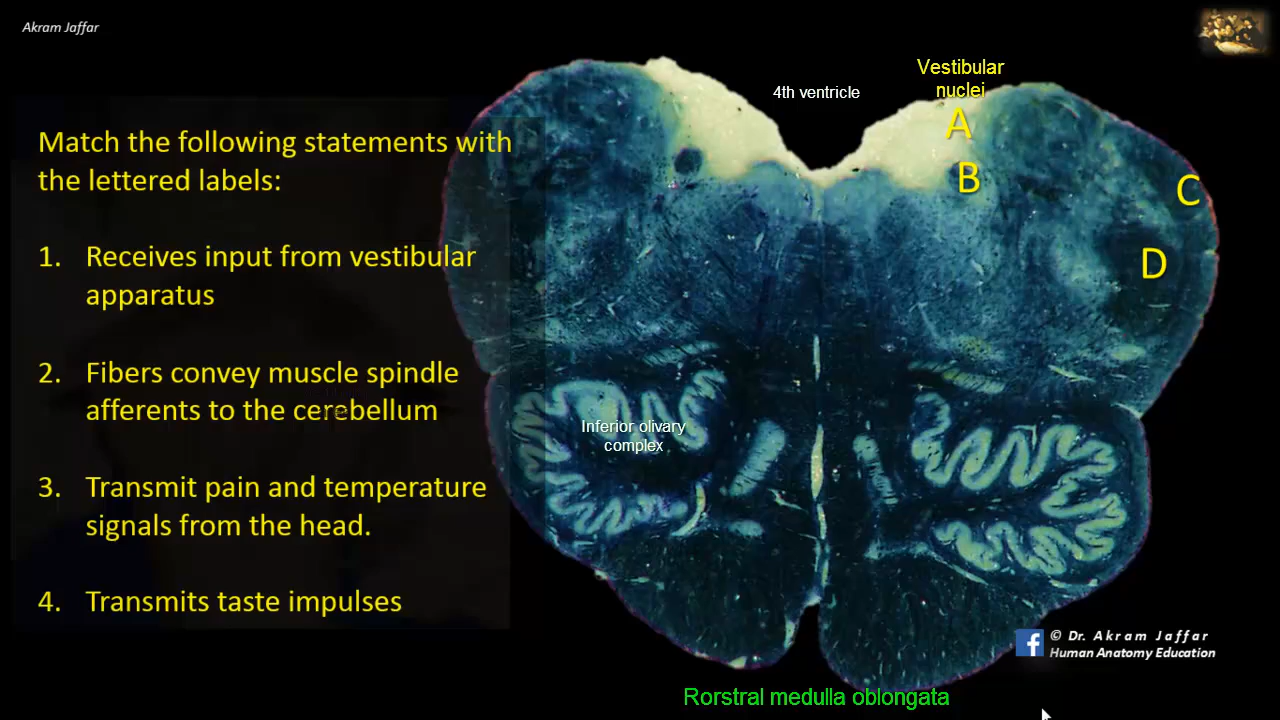 Akram Jaffar
Vestibular
nuclei
4th ventricle
A
B
C
D
Match the following statements with
the lettered labels:
1. Receives input from vestibular
apparatus
2. Fibers convey muscle spindle
afferents to the cerebellum
3. Transmit pain and temperature
signals from the head.
4. Transmits taste impulses
Inferior olivary
complex
f © Dr. Akram Jaffar
Human Anatomy Education
Rorstral medulla oblongata